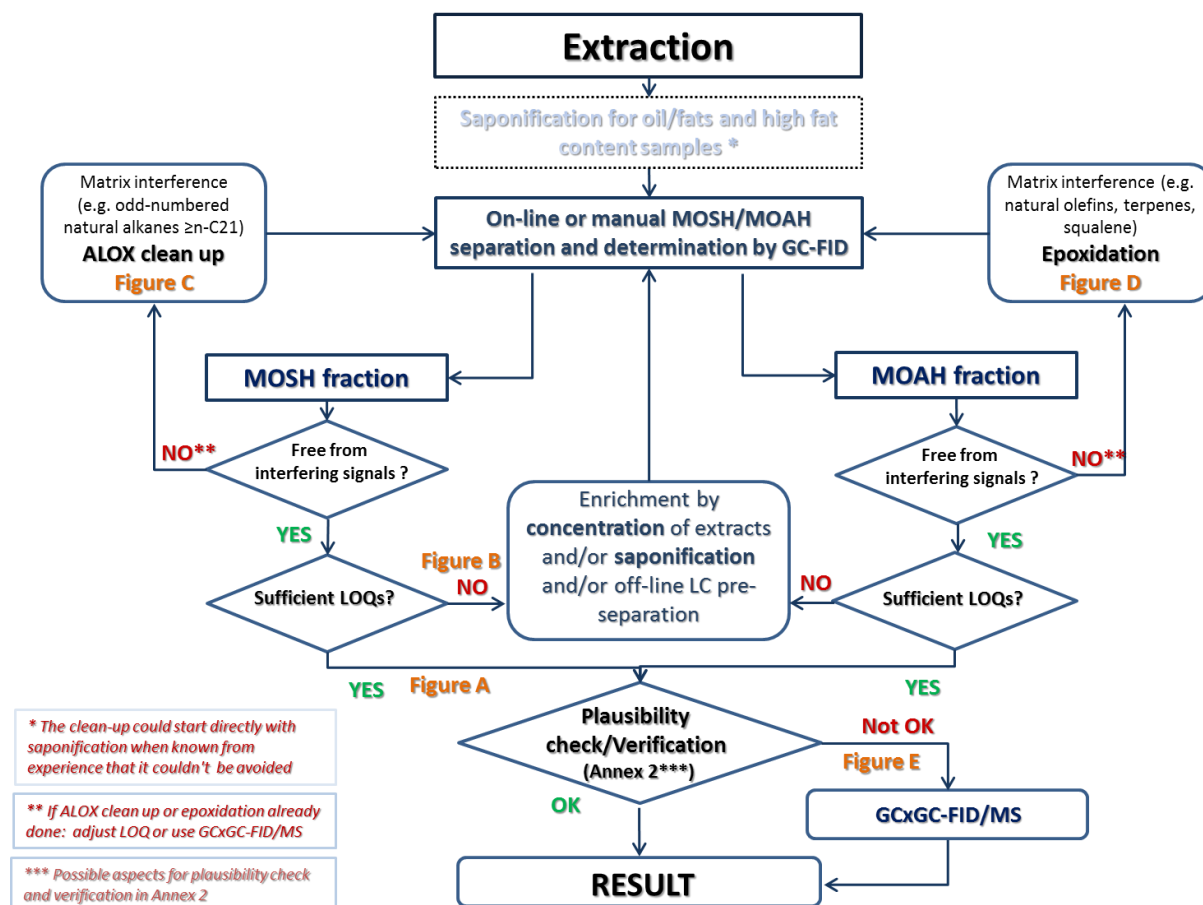 Extraction
Saponification for oil/fats and high fat
content samples *
Matrix interference
(e.g. odd-numbered
natural alkanes ≥n-C21)
ALOX clean up
Figure C
On-line or manual MOSH/MOAH
separation and determination by GC-FID
Matrix interference (e.g.
natural olefins, terpenes,
squalene)
Epoxidation
Figure D
MOSH fraction
MOAH fraction
NO**
Free from
interfering signals ?
Free from
interfering signals ?
NO**
YES
Enrichment by
concentration of extracts
and/or saponification
and/or off-line LC pre-
separation
YES
Figure B
NO
NO
Sufficient LOQs?
Sufficient LOQs?
YES
Figure A
YES
Plausibility
check/Verification
(Annex 2***)
Not OK
Figure E
OK
GCxGC-FID/MS
RESULT
* The clean-up could start directly with
saponification when known from
experience that it couldn't be avoided
** If ALOX clean up or epoxidation already
done: adjust LOQ or use GCxGC-FID/MS
*** Possible aspects for plausibility check
and verification in Annex 2